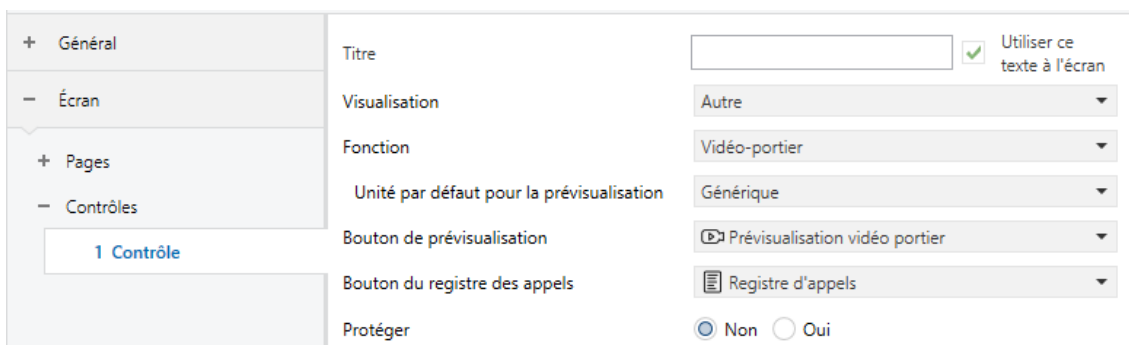 + Général
− Écran
+ Pages
− Contrôles
1 Contrôle
Titre
Utiliser ce
texte à l'écran
Visualisation Autre
Fonction Vidéo-portier
Unité par défaut pour la prévisualisation Générique
Bouton de prévisualisation Prévisualisation vidéo portier
Bouton du registre des appels Registre d'appels
Protéger Non Oui